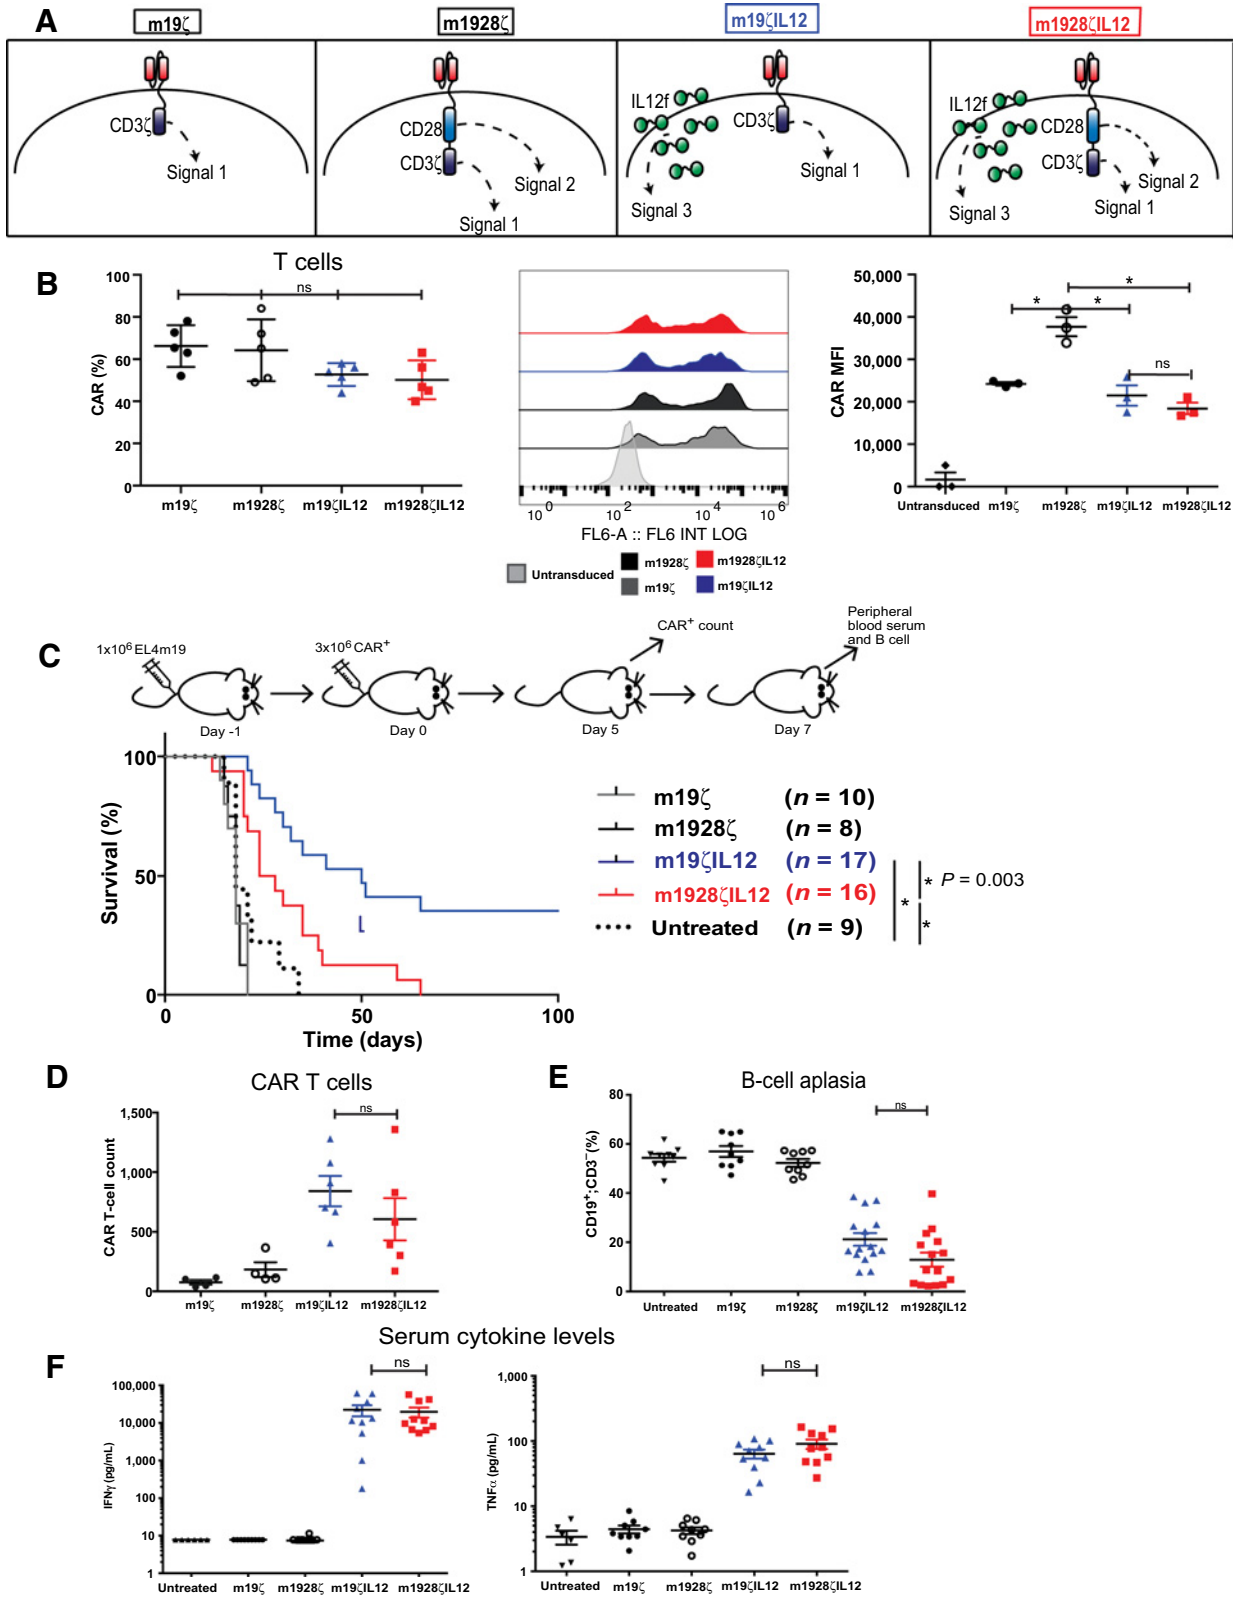 A
m19ζ
m1928ζ
m19ζIL12
m1928ζIL12
CD3ζ
Signal 1
CD28
CD3ζ
Signal 2
Signal 1
IL12f
CD3ζ
Signal 1
Signal 3
IL12f
CD28
CD3ζ
Signal 2
Signal 3
Signal 1
B
T cells
CAR (%)
100
80
60
40
20
0
ns
m19ζ
m1928ζ
m19ζIL12
m1928ζIL12
10 0
10 2
10 4
10 6
FL6-A :: FL6 INT LOG
Untransduced
m1928ζ
m19ζ
m1928ζIL12
m19ζIL12
CAR MFI
50,000
40,000
30,000
20,000
10,000
0
*
* *
ns
Untransduced
m19ζ
m1928ζ
m19ζIL12
m1928ζIL12
C
1x10⁶ EL4m19
3x10⁶ CAR⁺
CAR⁺ count
Peripheral
blood serum
and B cell
Day -1
Day 0
Day 5
Day 7
Survival (%)
100
50
0
0
50
100
Time (days)
m19ζ (n = 10)
m1928ζ (n = 8)
m19ζIL12 (n = 17)
m1928ζIL12 (n = 16)
Untreated (n = 9)
* P = 0.003
*
*
D
CAR T cells
CAR T-cell count
1,500
1,000
500
0
ns
m19ζ
m1928ζ
m19ζIL12
m1928ζIL12
E
B-cell aplasia
CD19⁺;CD3⁻(%)
80
60
40
20
0
ns
Untreated
m19ζ
m1928ζ
m19ζIL12
m1928ζIL12
Serum cytokine levels
F
IFNγ (pg/mL)
100,000
10,000
1,000
100
10
1
ns
Untreated
m19ζ
m1928ζ
m19ζIL12
m1928ζIL12
TNFα (pg/mL)
1,000
100
10
1
ns
Untreated
m19ζ
m1928ζ
m19ζIL12
m1928ζIL12